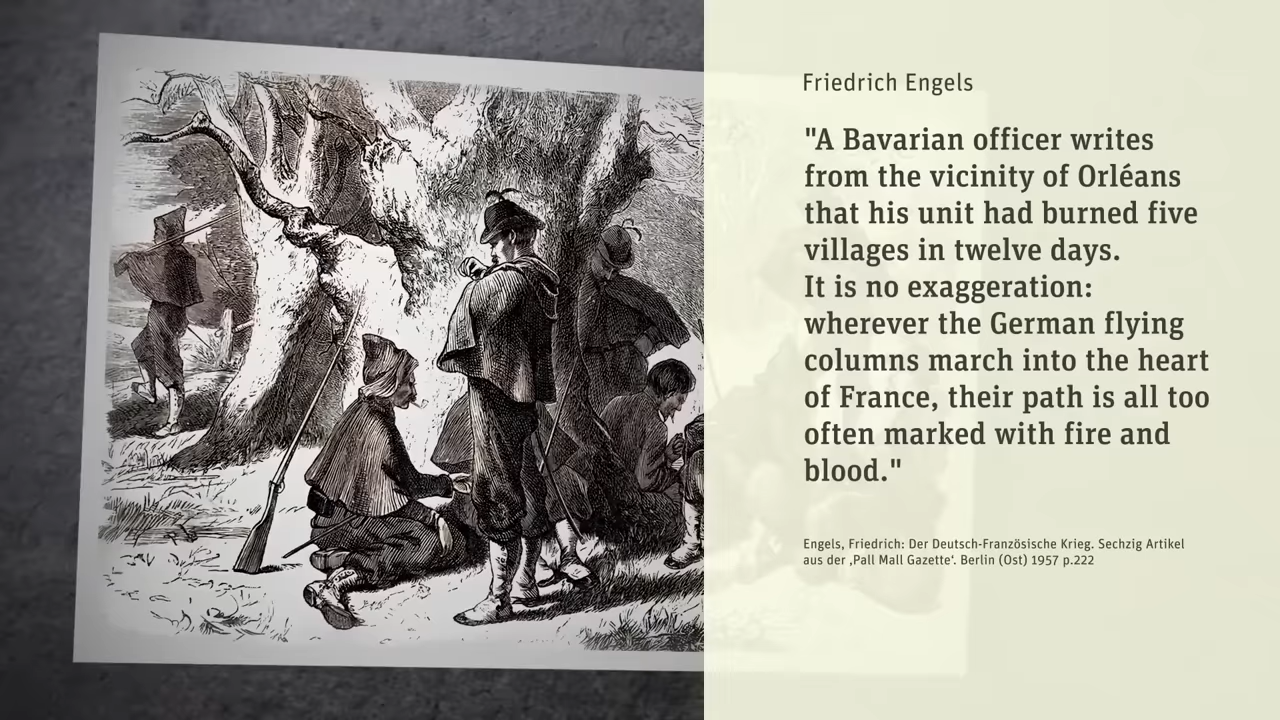 Friedrich Engels
"A Bavarian officer writes
from the vicinity of Orléans
that his unit had burned five
villages in twelve days.
It is no exaggeration:
wherever the German flying
columns march into the heart
of France, their path is all too
often marked with fire and
blood."
Engels, Friedrich: Der Deutsch-Französische Krieg. Sechzig Artikel
aus der ‚Pall Mall Gazette‘. Berlin (Ost) 1957 p.222